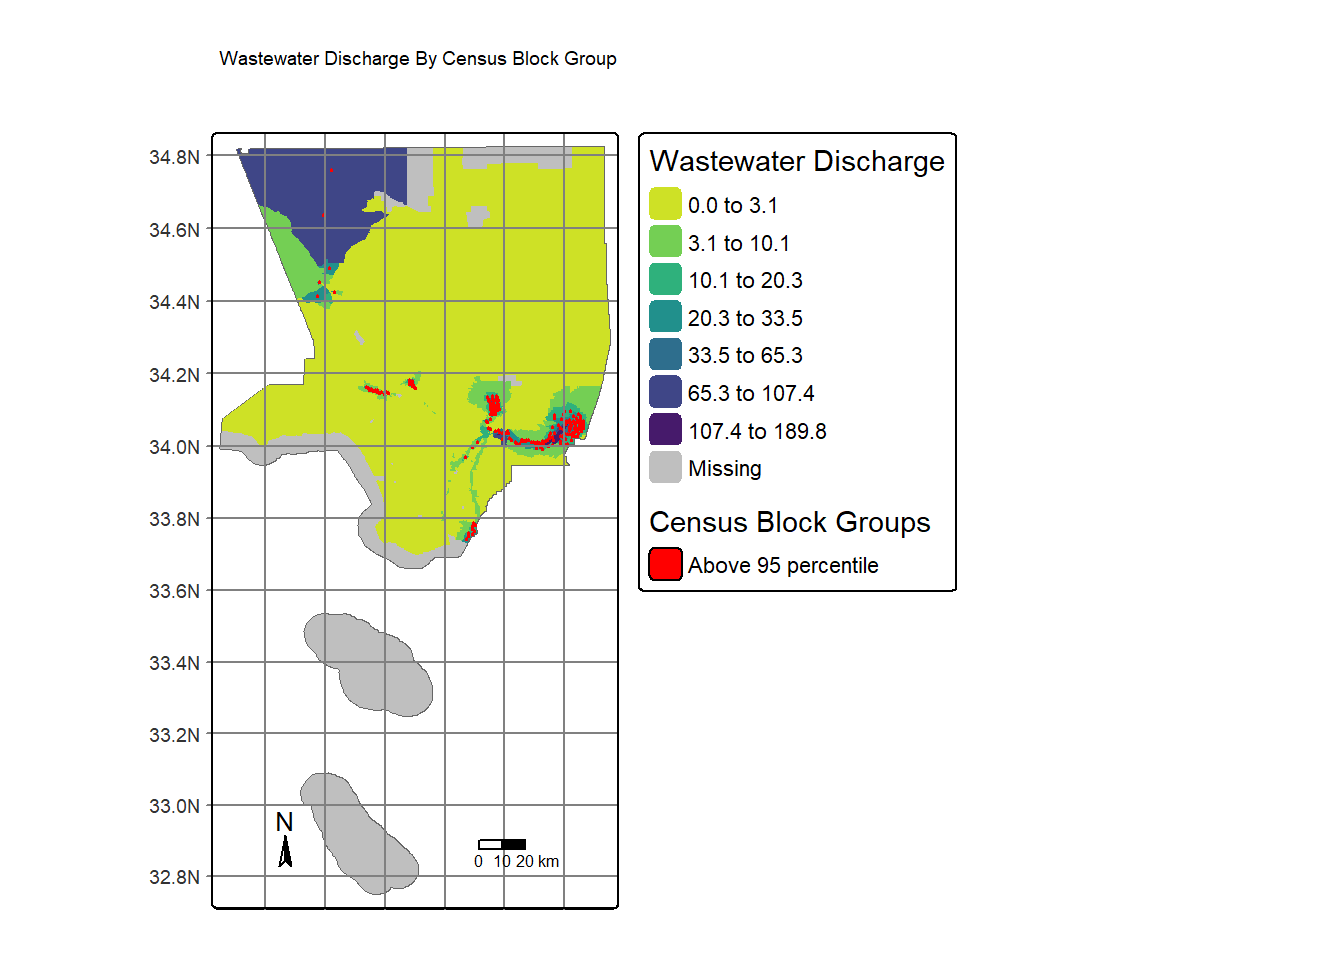 Wastewater Discharge By Census Block Group
34.8N
34.6N
34.4N
34.2N
34.0N
33.8N
33.6N
33.4N
33.2N
33.0N
32.8N
N
0 10 20 km
Wastewater Discharge
0.0 to 3.1
3.1 to 10.1
10.1 to 20.3
20.3 to 33.5
33.5 to 65.3
65.3 to 107.4
107.4 to 189.8
Missing
Census Block Groups
Above 95 percentile